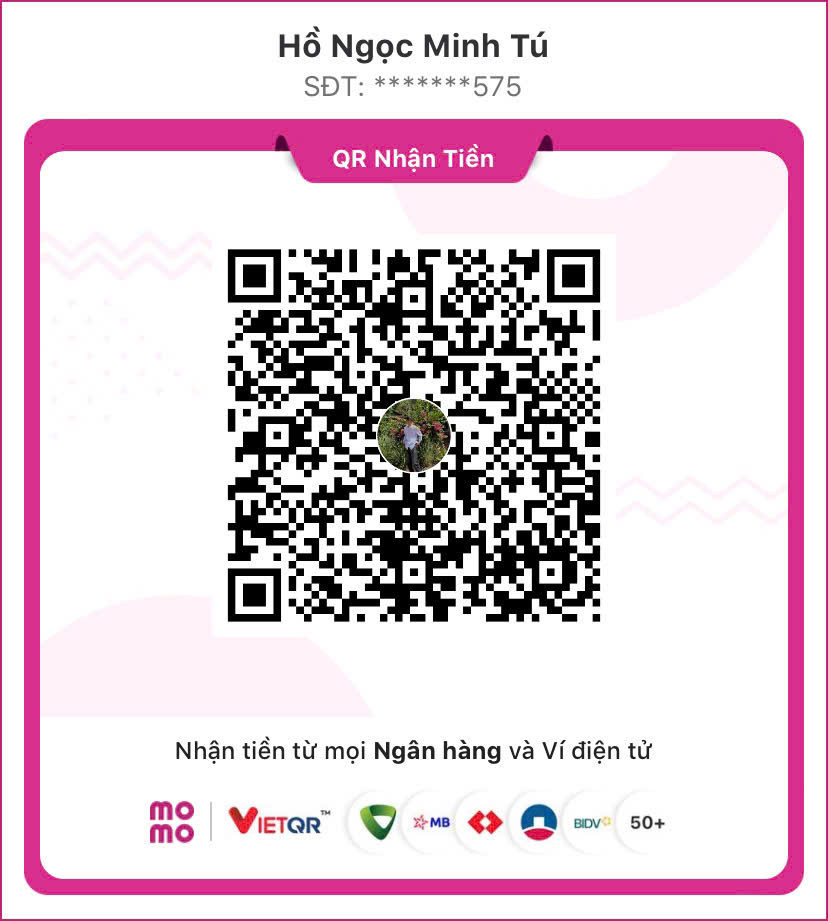 Hồ Ngọc Minh Tú
SĐT: *******575
QR Nhận Tiền
Nhận tiền từ mọi Ngân hàng và Ví điện tử
mo
mo
VIETQR™
MB
BIDV
50+